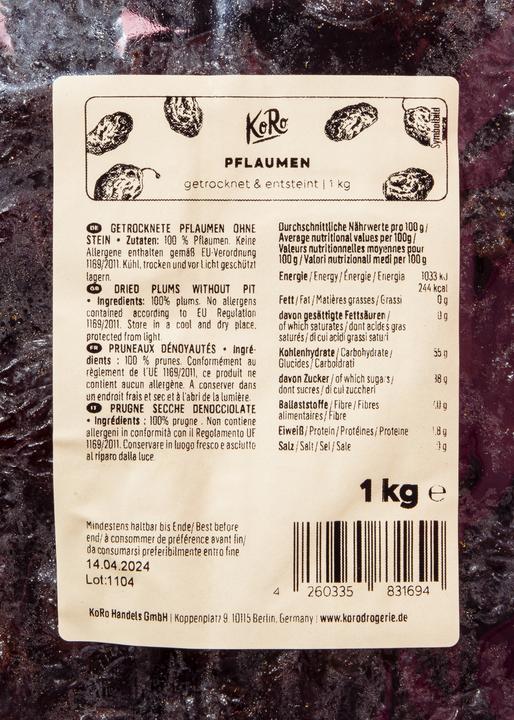 KoRo
Symbolbild
PFLAUMEN
getrocknet & entsteint | 1 kg
DE GETROCKNETE PFLAUMEN OHNE
STEIN • Zutaten: 100 % Pflaumen. Keine
Allergene enthalten gemäß EU-Verordnung
1169/2011. Kühl, trocken und vor Licht geschützt
lagern.
GB DRIED PLUMS WITHOUT PIT
• Ingredients: 100% plums. No allergens
contained according to EU Regulation
1169/2011. Store in a cool and dry place,
protected from light.
FR PRUNEAUX DÉNOYAUTÉS • Ingré-
dients : 100 % prunes. Conformément au
règlement de l'UE 1169/2011, ce produit ne
contient aucun allergène. A conserver dans
un endroit frais et sec et à l'abri de la lumière.
IT PRUGNE SECCHE DENOCCIOLATE
• Ingrédients : 100% prugne. Non contiene
allergeni in conformità con il Regolamento UE
1169/2011. Conservare in luogo fresco e asciutto
al riparo dalla luce.
Durchschnittliche Nährwerte pro 100 g /
Average nutritional values per 100g /
Valeurs nutritionnelles moyennes pour
100 g / Valori nutrizionali medi per 100 g
Energie / Energy / Énergie / Energia 1033 kJ
244 kcal
Fett / Fat / Matières grasses / Grassi 0 g
davon gesättigte Fettsäuren / 0 g
of which saturates / dont acides gras
saturés / di cui acidi grassi saturi
Kohlenhydrate / Carbohydrate / 55 g
Glucides / Carboidrati
davon Zucker / of which sugars / 38 g
dont sucres / di cui zuccheri
Ballaststoffe / Fibre / Fibres g
alimentaires / Fibre
Eiweiß / Protein / Protéines / Proteine 1,8 g
Salz / Salt / Sel / Sale g
1 kg e
Mindestens haltbar bis Ende / Best before
end / à consommer de préférence avant fin /
da consumarsi preferibilmente entro fine
14.04.2024
Lot:1104
4 260335 831694
KoRo Handels GmbH | Koppenplatz 9, 10115 Berlin, Germany | www.korodrogerie.de